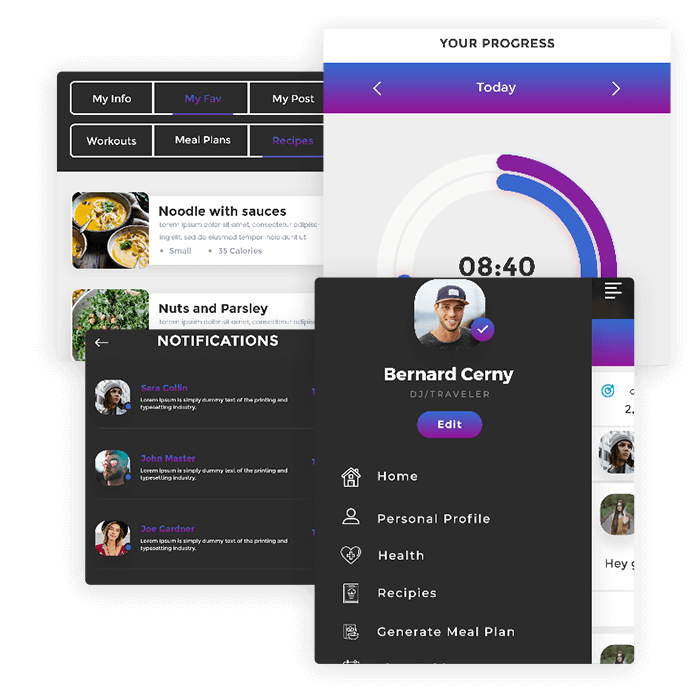 YOUR PROGRESS
Today
08:40
My Info
My Fav
My Post
Workouts
Meal Plans
Recipes
Noodle with sauces
Lorem ipsum dolor sit amet, consectetur adipisc
ing elit, sed do eiusmod tempor incididunt ut
Small
35 Calories
Nuts and Parsley
Lorem ipsum dolor sit amet, consectetur
NOTIFICATIONS
Sara Collin
Lorem Ipsum is simply dummy text of the printing and
typesetting industry.
John Master
Lorem Ipsum is simply dummy text of the printing and
typesetting industry.
Joe Gardner
Lorem Ipsum is simply dummy text of the printing and
typesetting industry.
Bernard Cerny
DJ/TRAVELER
Edit
Home
Personal Profile
Health
Recipies
Generate Meal Plan
2,
Hey